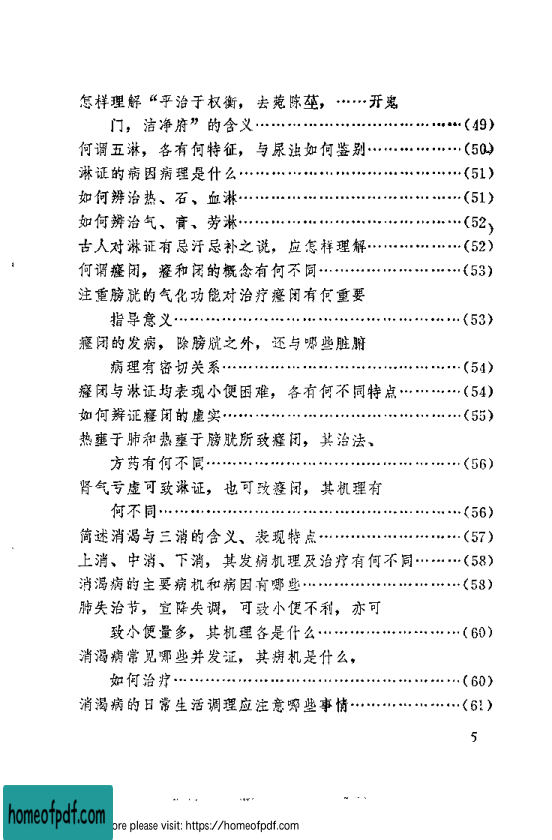 怎样理解“平治于权衡，去菀陈莝，……开鬼
门，洁净府”的含义……………………………(49)
何谓五淋，各有何特征，与尿浊如何鉴别………………(50)
淋证的病因病理是什么……………………………(51)
如何辨治热、石、血淋……………………………(51)
如何辨治气、膏、劳淋……………………………(52)
古人对淋证有忌汗忌补之说，应怎样理解………………(52)
何谓癃闭，癃和闭的概念有何不同……………………(53)
注重膀胱的气化功能对治疗癃闭有何重要
指导意义……………………………………(53)
癃闭的发病，除膀胱之外，还与哪些脏腑
病理有密切关系………………………………(54)
癃闭与淋证均表现小便困难，各有何不同特点…………(54)
如何辨证癃闭的虚实………………………………(55)
热壅于肺和热壅于膀胱所致癃闭，其治法、
方药有何不同…………………………………(56)
肾气亏虚可致淋证，也可致癃闭，其机理有
何不同………………………………………(56)
简述消渴与三消的含义、表现特点……………………(57)
上消、中消、下消，其发病机理及治疗有何不同………(58)
消渴病的主要病机和病因有哪些………………………(58)
肺失治节，宣降失调，可致小便不利，亦可
致小便量多，其机理各是什么……………………(60)
消渴病常见哪些并发证，其病机是什么，
如何治疗……………………………………(60)
消渴病的日常生活调理应注意哪些事情…………………(61)
5
homeofpdf.com
ore please visit: https://homeofpdf.com